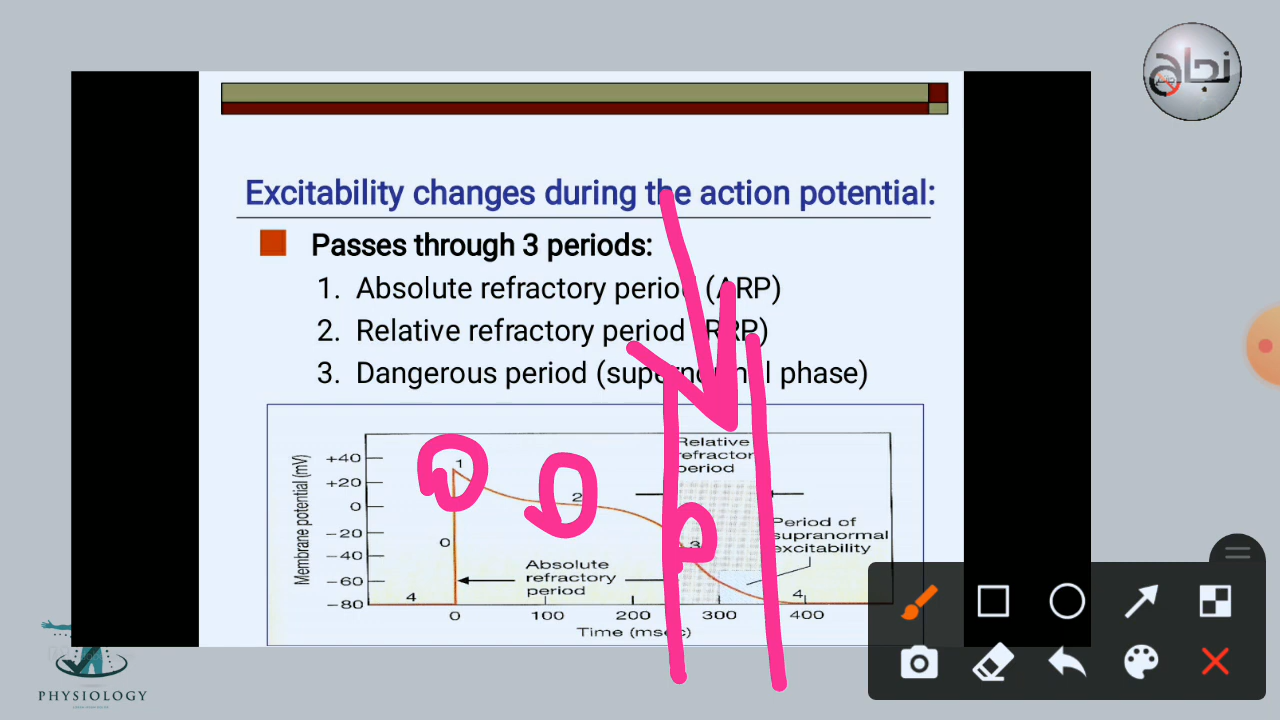 نجاح
Excitability changes during the action potential:
Passes through 3 periods:
1. Absolute refractory period (ARP)
2. Relative refractory period (RRP)
3. Dangerous period (supernormal phase)
Membrane potential (mV)
+40
+20
0
−20
−40
−60
−80
1
2
0
3
4
4
Relative
refractory
period
Period of
supranormal
excitability
Absolute
refractory
period
0
100
200
300
400
Time (msec)
PHYSIOLOGY